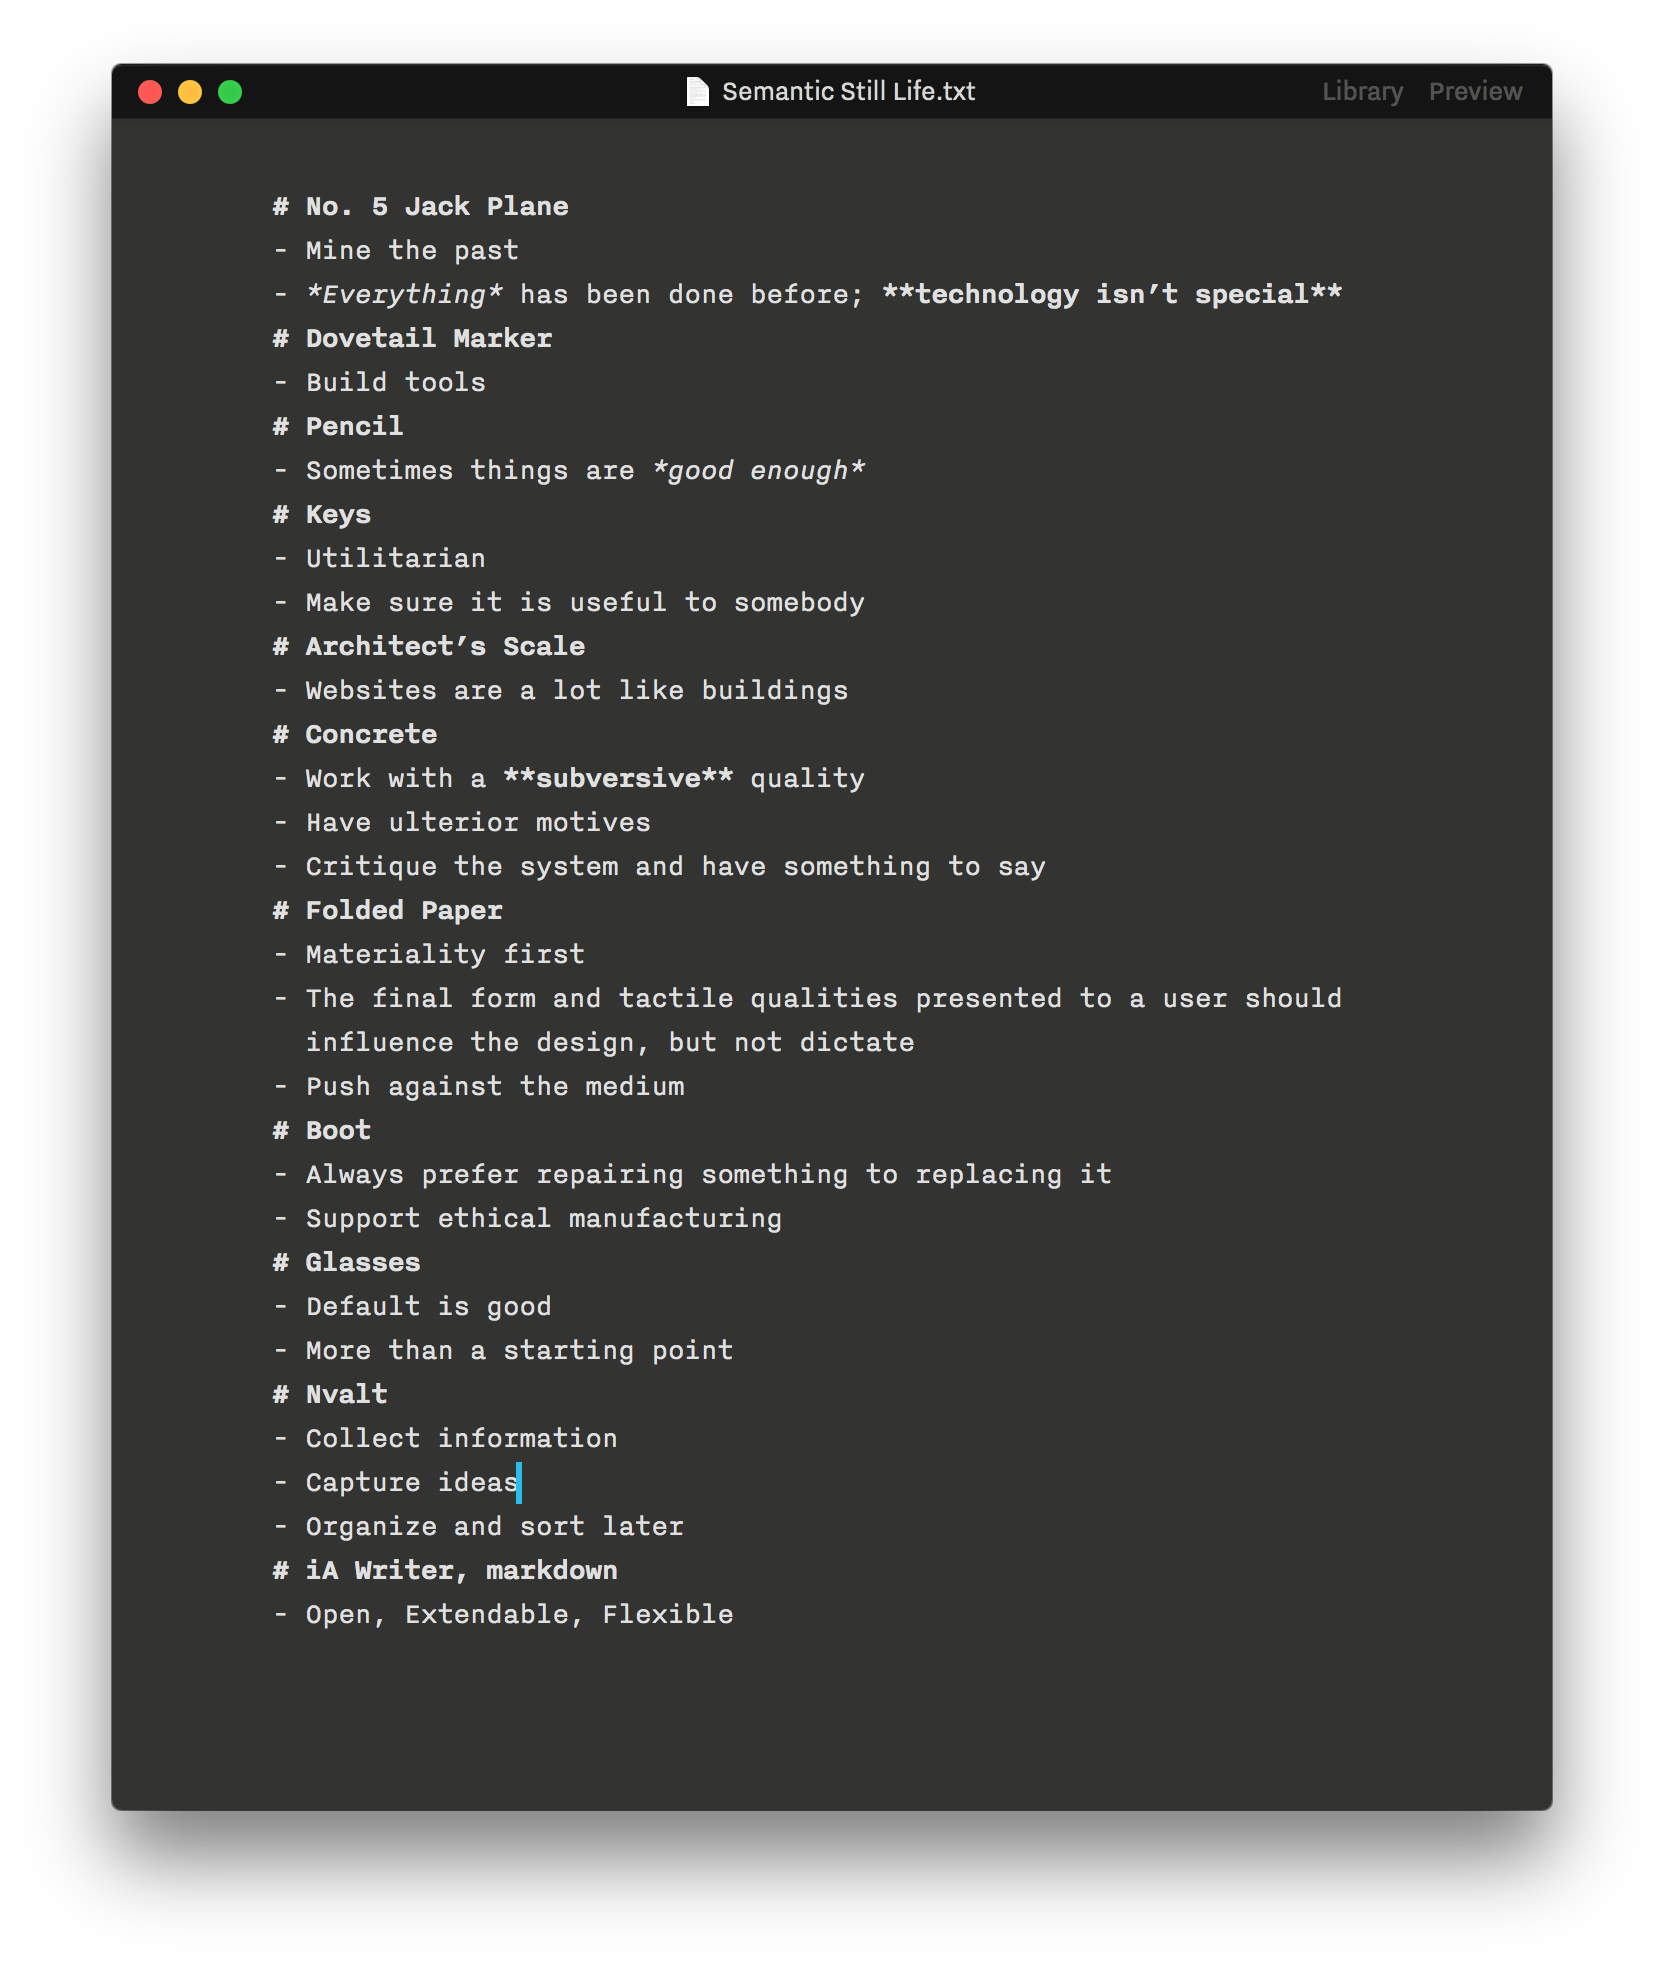 Semantic Still Life.txt
Library Preview
# No. 5 Jack Plane
- Mine the past
- *Everything* has been done before; **technology isn’t special**
# Dovetail Marker
- Build tools
# Pencil
- Sometimes things are *good enough*
# Keys
- Utilitarian
- Make sure it is useful to somebody
# Architect’s Scale
- Websites are a lot like buildings
# Concrete
- Work with a **subversive** quality
- Have ulterior motives
- Critique the system and have something to say
# Folded Paper
- Materiality first
- The final form and tactile qualities presented to a user should
influence the design, but not dictate
- Push against the medium
# Boot
- Always prefer repairing something to replacing it
- Support ethical manufacturing
# Glasses
- Default is good
- More than a starting point
# Nvalt
- Collect information
- Capture ideas
- Organize and sort later
# iA Writer, markdown
- Open, Extendable, Flexible